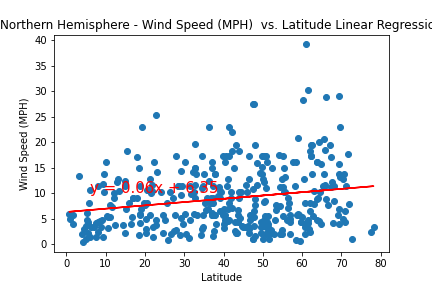 Northern Hemisphere - Wind Speed (MPH) vs. Latitude Linear Regressio
40
35
30
25
20
15
10
5
0
Wind Speed (MPH)
y = 0.06x + 6.35
0 10 20 30 40 50 60 70 80
Latitude